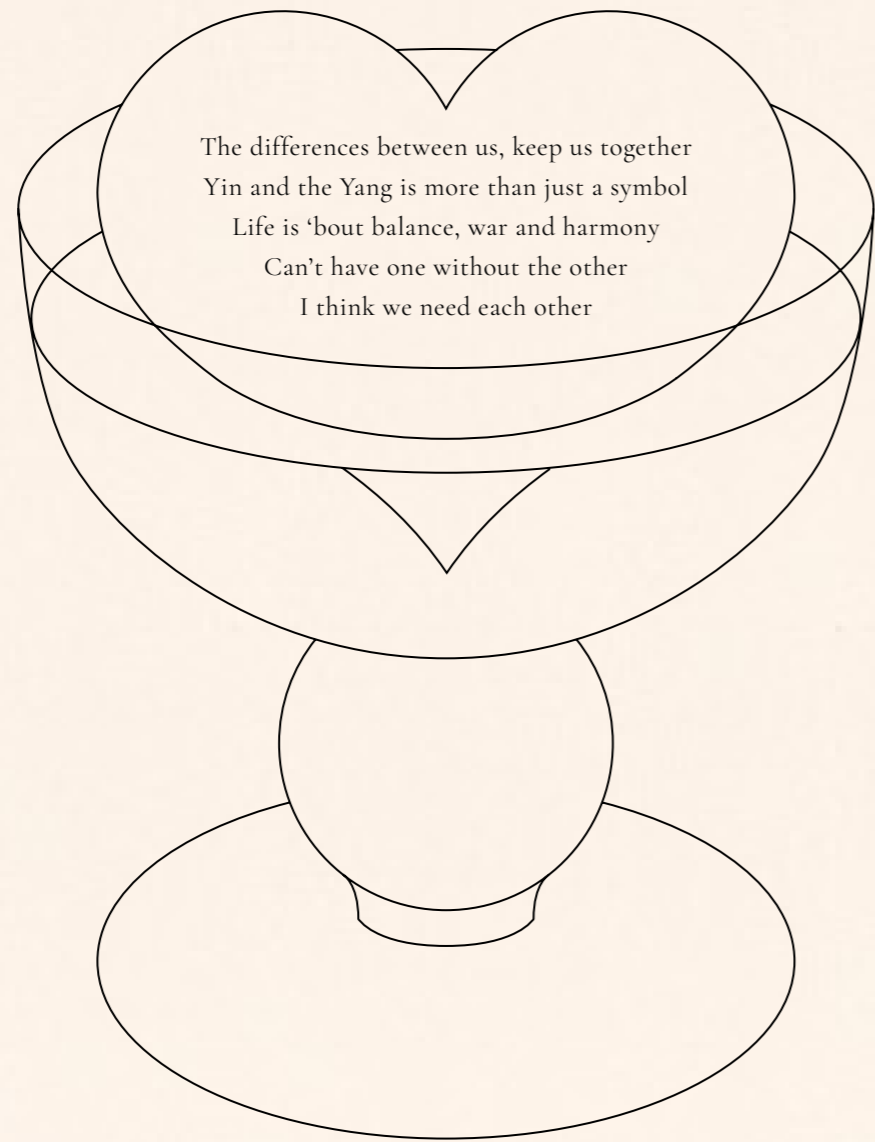 The differences between us, keep us together
Yin and the Yang is more than just a symbol
Life is ‘bout balance, war and harmony
Can’t have one without the other
I think we need each other